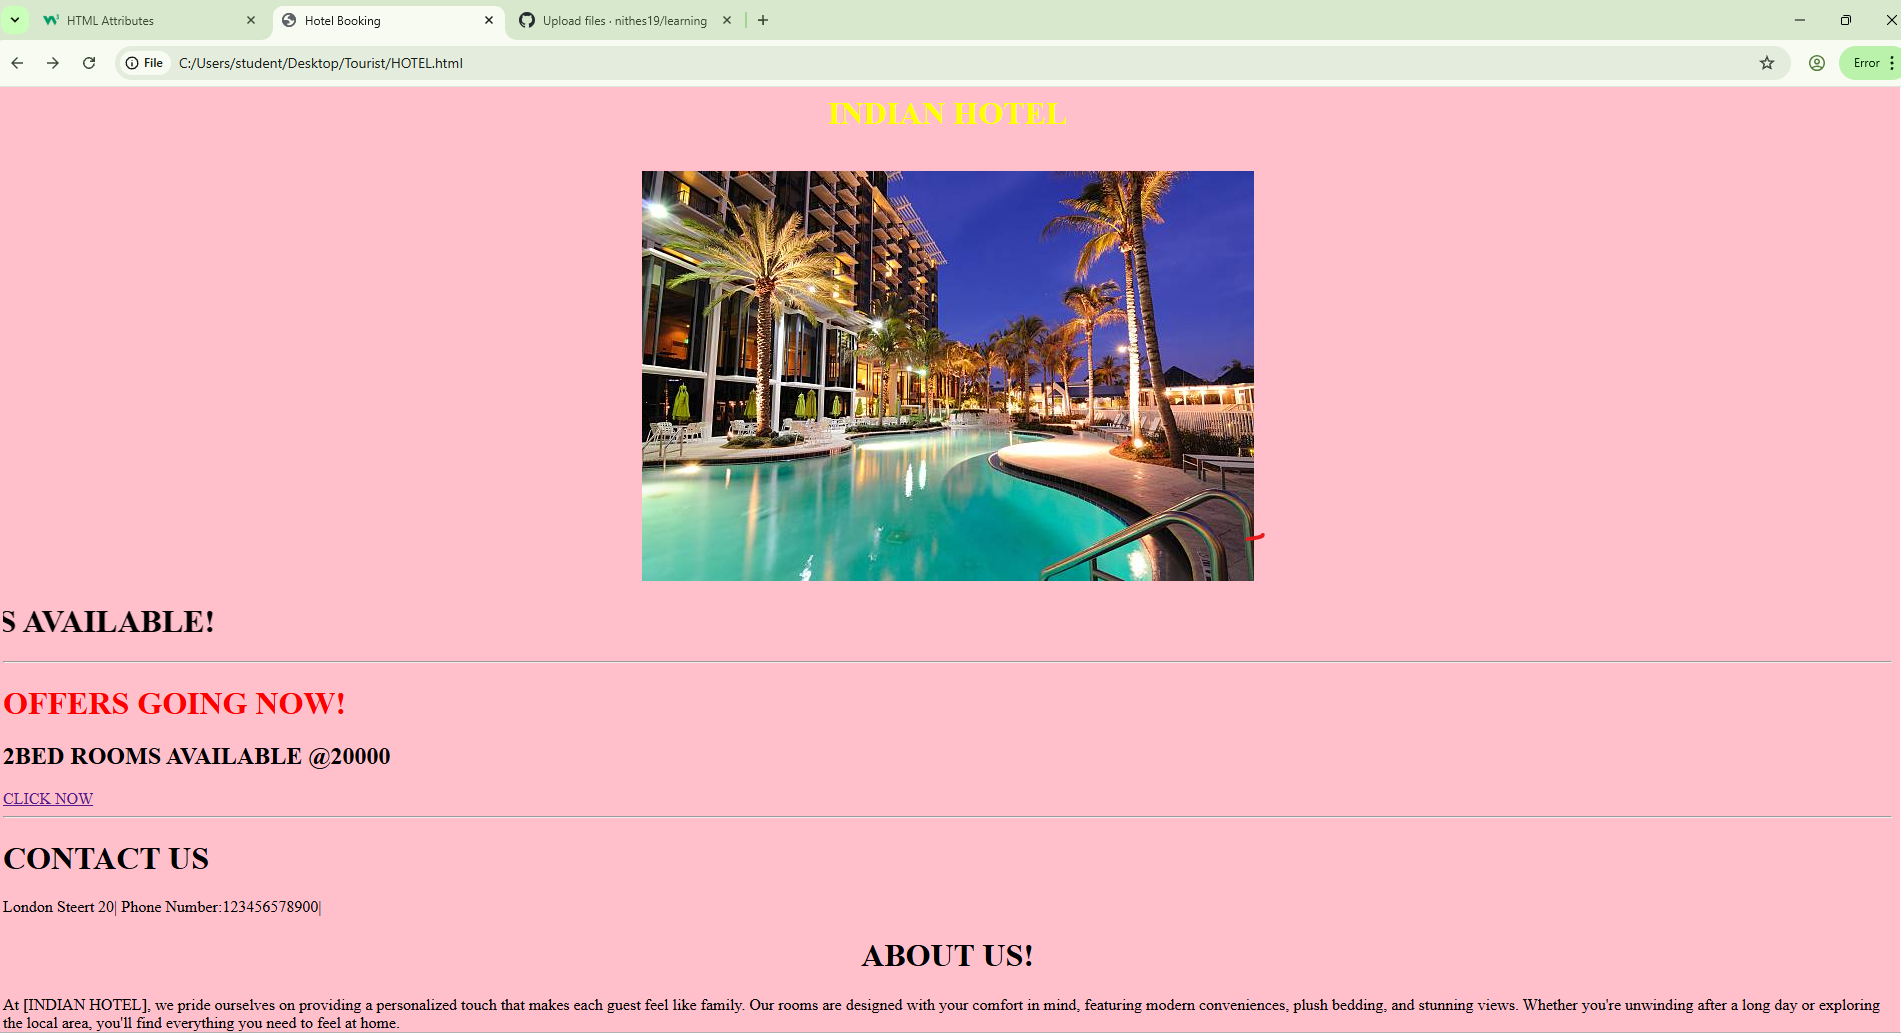 HTML Attributes
Hotel Booking
Upload files · nithes19/learning
File
C:/Users/student/Desktop/Tourist/HOTEL.html
Error
INDIAN HOTEL
S AVAILABLE!
OFFERS GOING NOW!
2BED ROOMS AVAILABLE @20000
CLICK NOW
CONTACT US
London Steert 20| Phone Number:123456578900|
ABOUT US!
At [INDIAN HOTEL], we pride ourselves on providing a personalized touch that makes each guest feel like family. Our rooms are designed with your comfort in mind, featuring modern conveniences, plush bedding, and stunning views. Whether you're unwinding after a long day or exploring
the local area, you'll find everything you need to feel at home.